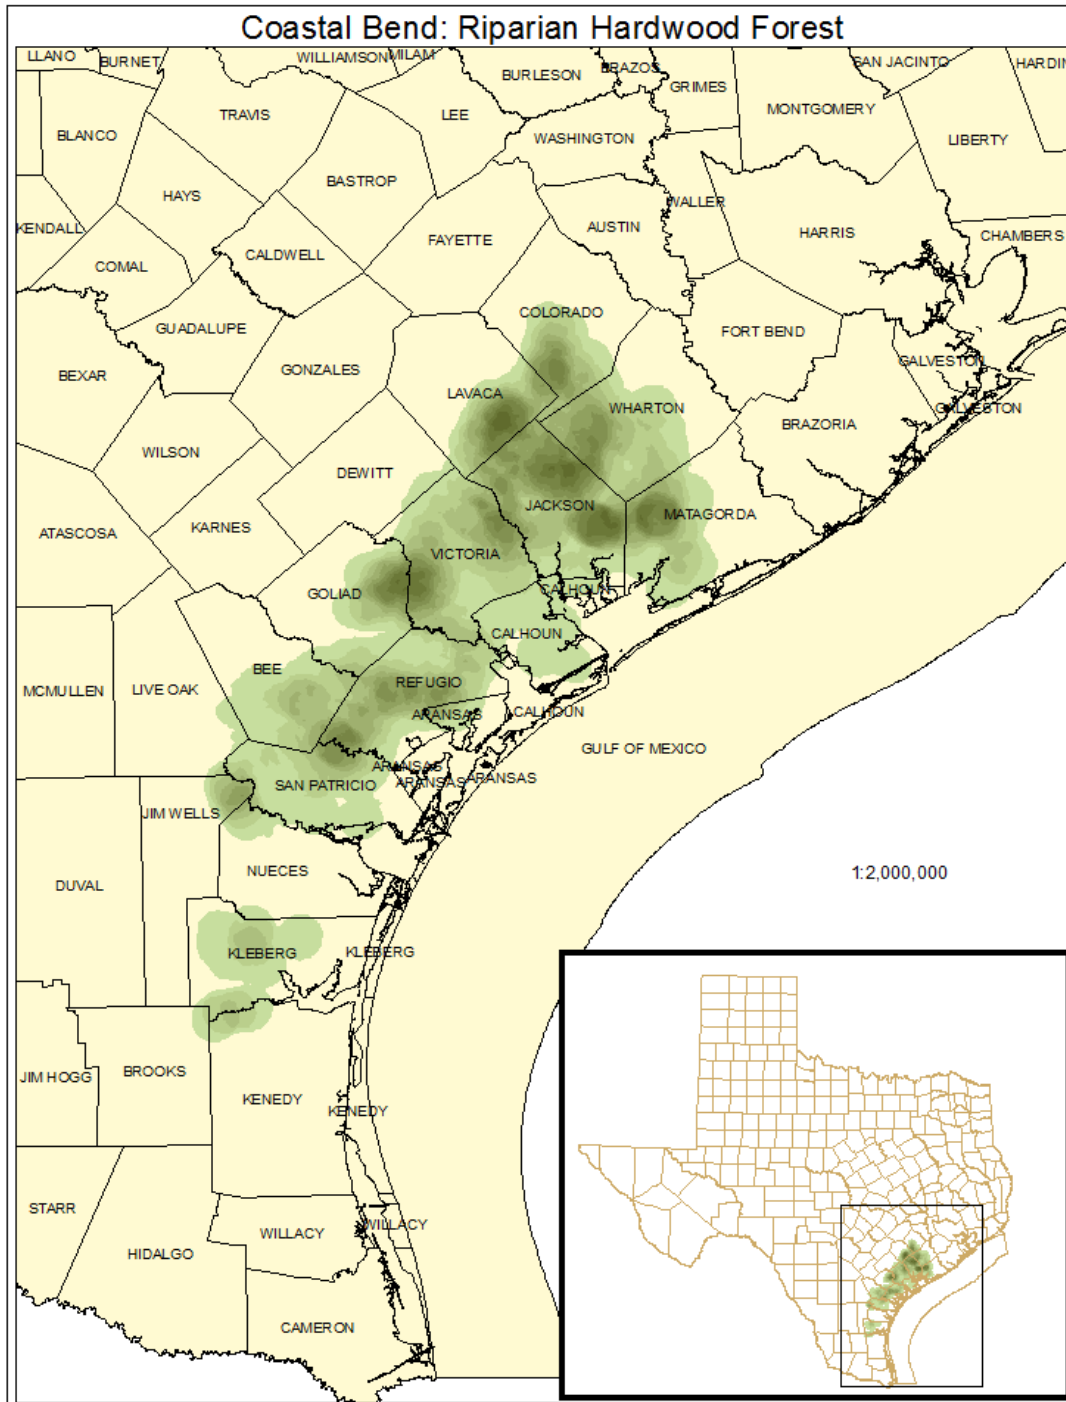 Coastal Bend: Riparian Hardwood Forest
LLANO
BURNET
WILLIAMSON
MILAM
BURLESON
BRAZOS
GRIMES
SAN JACINTO
HARDIN
BLANCO
TRAVIS
LEE
WASHINGTON
MONTGOMERY
LIBERTY
HAYS
BASTROP
WALLER
KENDALL
COMAL
CALDWELL
FAYETTE
AUSTIN
HARRIS
CHAMBERS
GUADALUPE
COLORADO
FORT BEND
BEXAR
GONZALES
GALVESTON
LAVACA
WHARTON
GALVESTON
BRAZORIA
WILSON
DEWITT
ATASCOSA
KARNES
JACKSON
MATAGORDA
VICTORIA
GOLIAD
CALHOUN
CALHOUN
MCMULLEN
LIVE OAK
BEE
REFUGIO
ARANSAS
CALHOUN
GULF OF MEXICO
ARANSAS
ARANSAS
ARANSAS
SAN PATRICIO
JIM WELLS
DUVAL
NUECES
1:2,000,000
KLEBERG
KLEBERG
JIM HOGG
BROOKS
KENEDY
KENEDY
STARR
HIDALGO
WILLACY
WILLACY
CAMERON